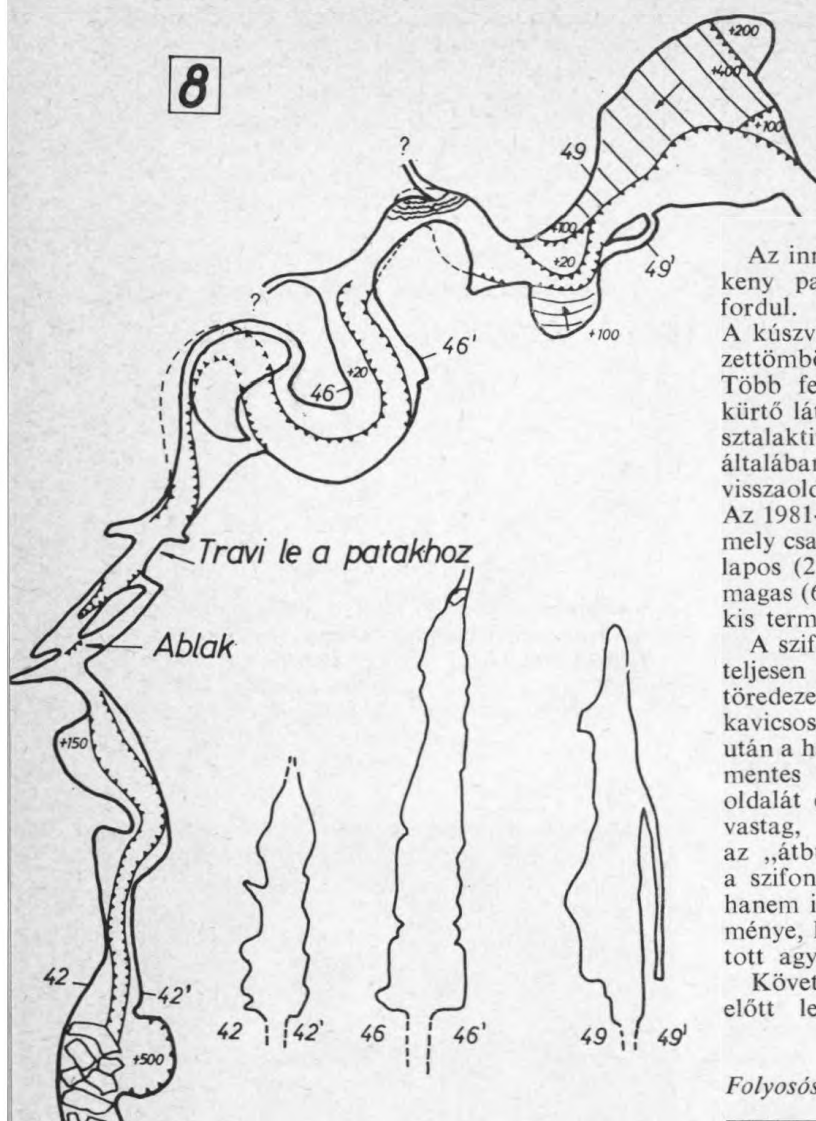 8
+200
+400
+100
49
?
+100
+20
49'
+100
?
46'
46
+20
Travi le a patakhoz
Ablak
+150
42
42'
+500
42 42'
46 46'
49 49'
Az inn
keny pa
fordul.
A kúszv
zettömbö
Több fe
kürtő lát
sztalakti
általában
visszaold
Az 1981-
mely csa
lapos (2
magas (6
kis term
A szif
teljesen
töredeze
kavicsos
után a h
mentes
oldalát
vastag,
az „átb
a szifon
hanem i
ménye,
tott agy
Követ
előtt le
Folyosós